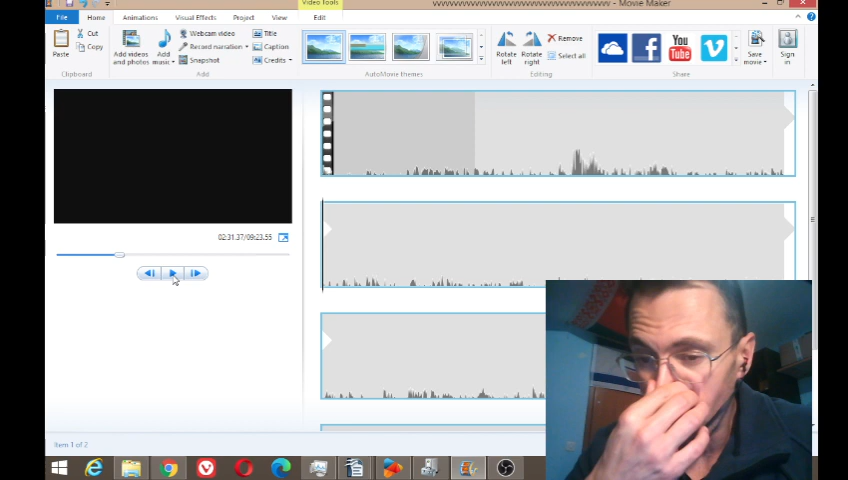 Video Tools
- Movie Maker
File Home Animations Visual Effects Project View Edit
Paste
Cut
Copy
Clipboard
Add videos and photos
Add music
Webcam video
Record narration
Snapshot
Title
Caption
Credits
Add
AutoMovie themes
Rotate left
Rotate right
Remove
Select all
Editing
You Tube
Share
Save movie
Sign in
02:31.37/09:23.55
Item 1 of 2